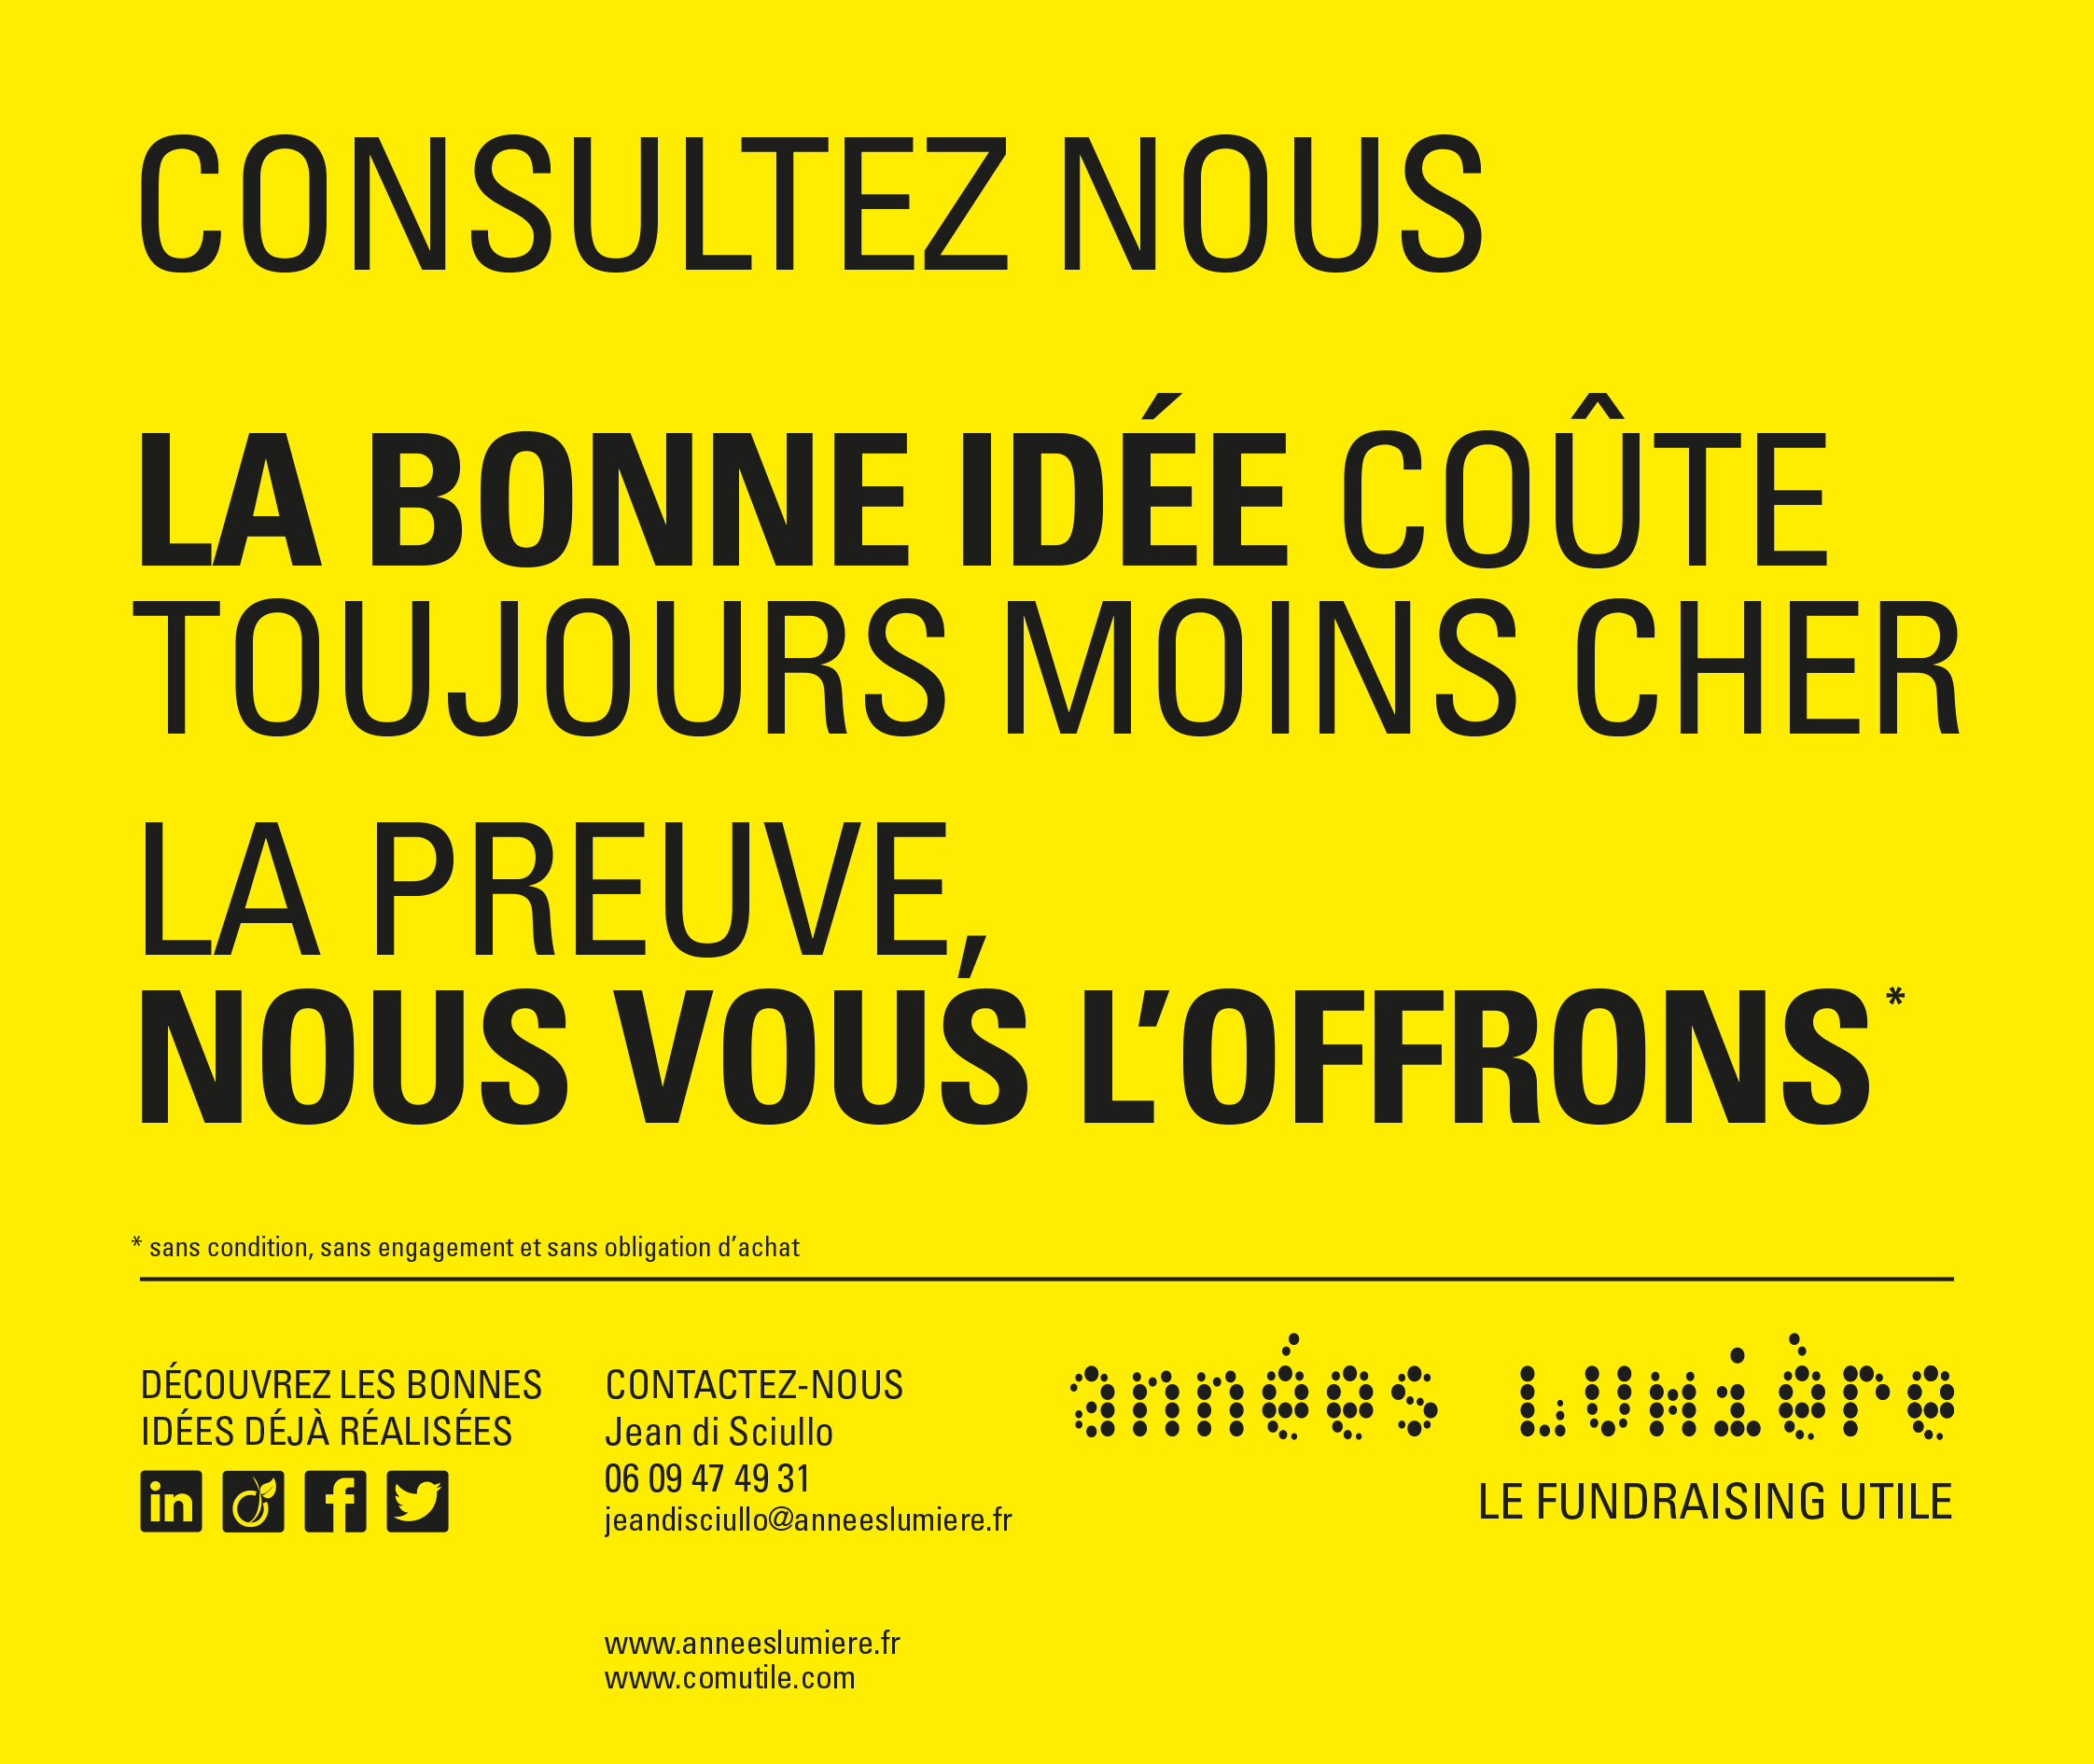 CONSULTEZ NOUS
LA BONNE IDÉE COÛTE
TOUJOURS MOINS CHER
LA PREUVE,
NOUS VOUS L’OFFRONS*
* sans condition, sans engagement et sans obligation d’achat
DÉCOUVREZ LES BONNES
IDÉES DÉJÀ RÉALISÉES
in f
CONTACTEZ-NOUS
Jean di Sciullo
06 09 47 49 31
jeandisciullo@anneeslumiere.fr
www.anneeslumiere.fr
www.comutile.com
années lumière
LE FUNDRAISING UTILE